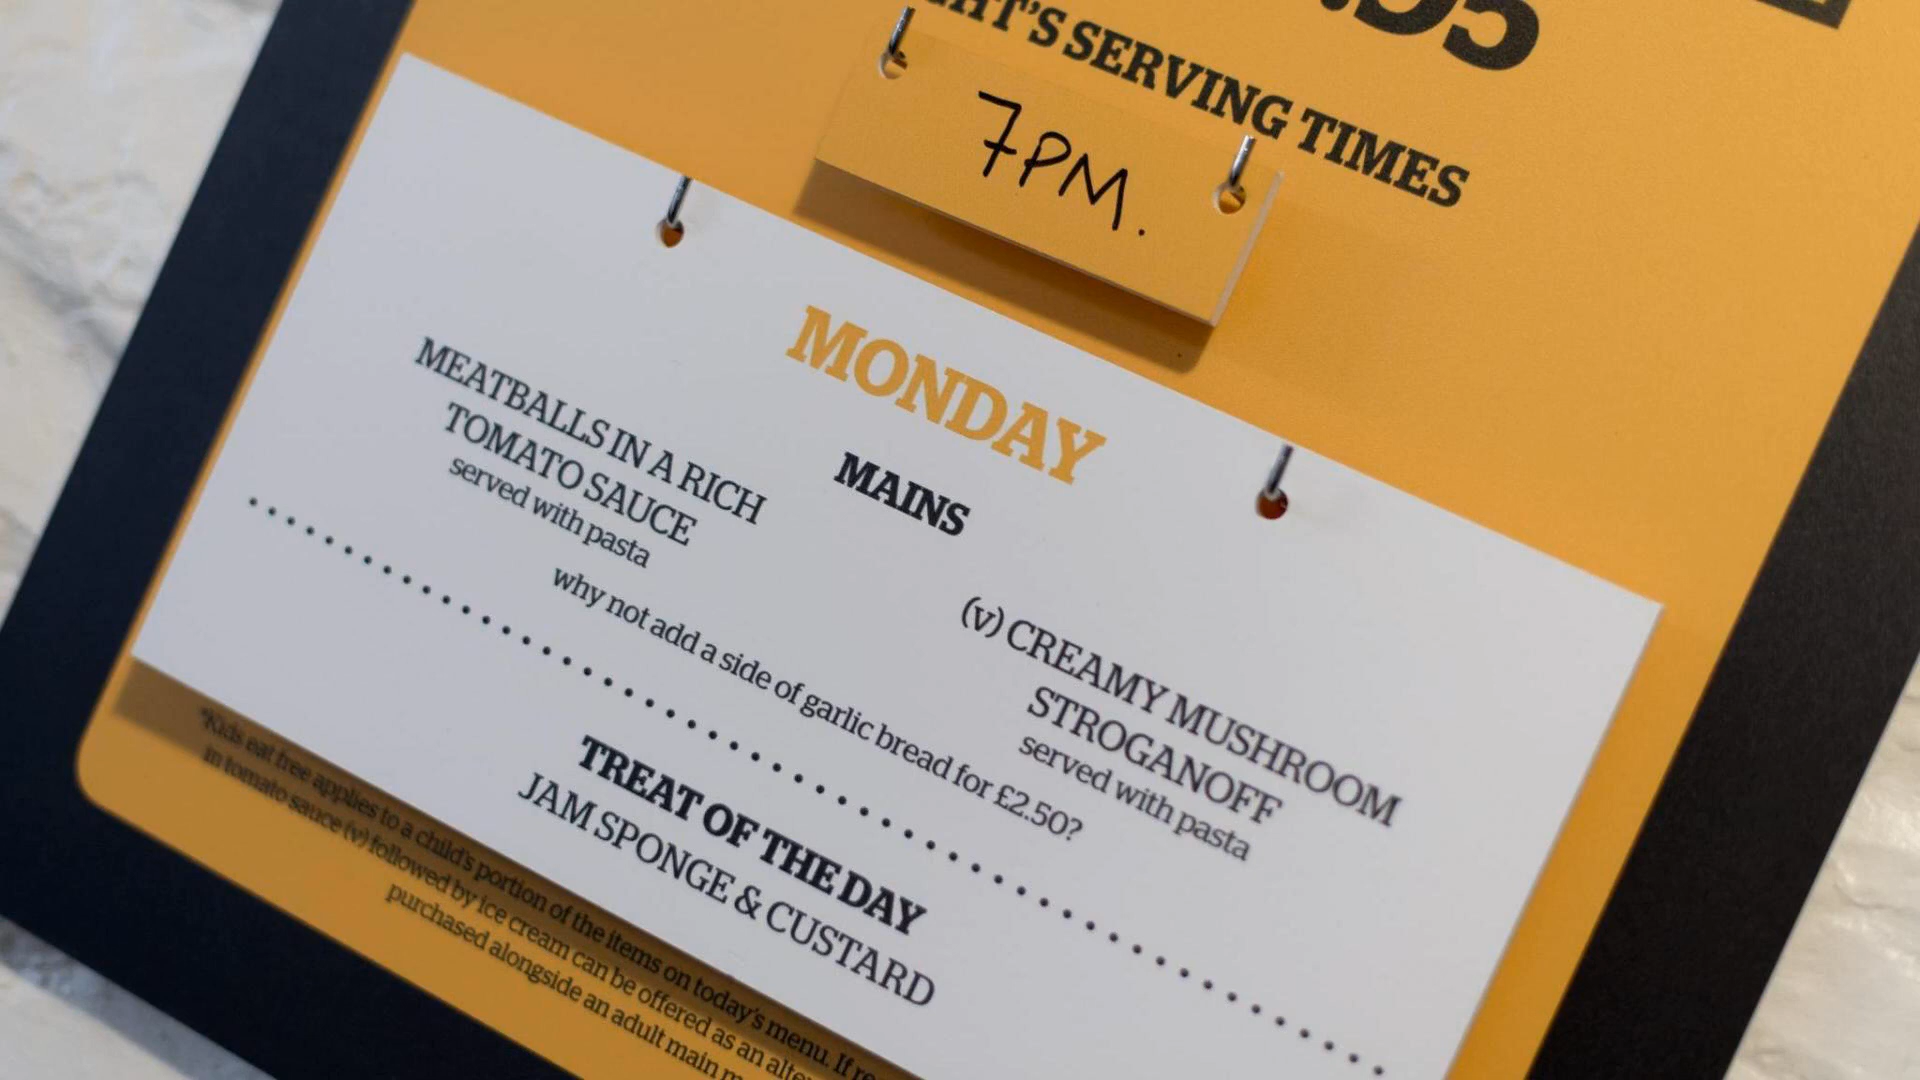 .95
SERVING TIMES
7PM.
MONDAY
MAINS
MEATBALLS IN A RICH
TOMATO SAUCE
served with pasta
(v) CREAMY MUSHROOM
STROGANOFF
served with pasta
why not add a side of garlic bread for £2.50?
TREAT OF THE DAY
JAM SPONGE & CUSTARD
*Kids eat free applies to a child's portion of the items on today's menu. If
in tomato sauce (v) followed by ice cream can be offered as an
purchased alongside an adult main